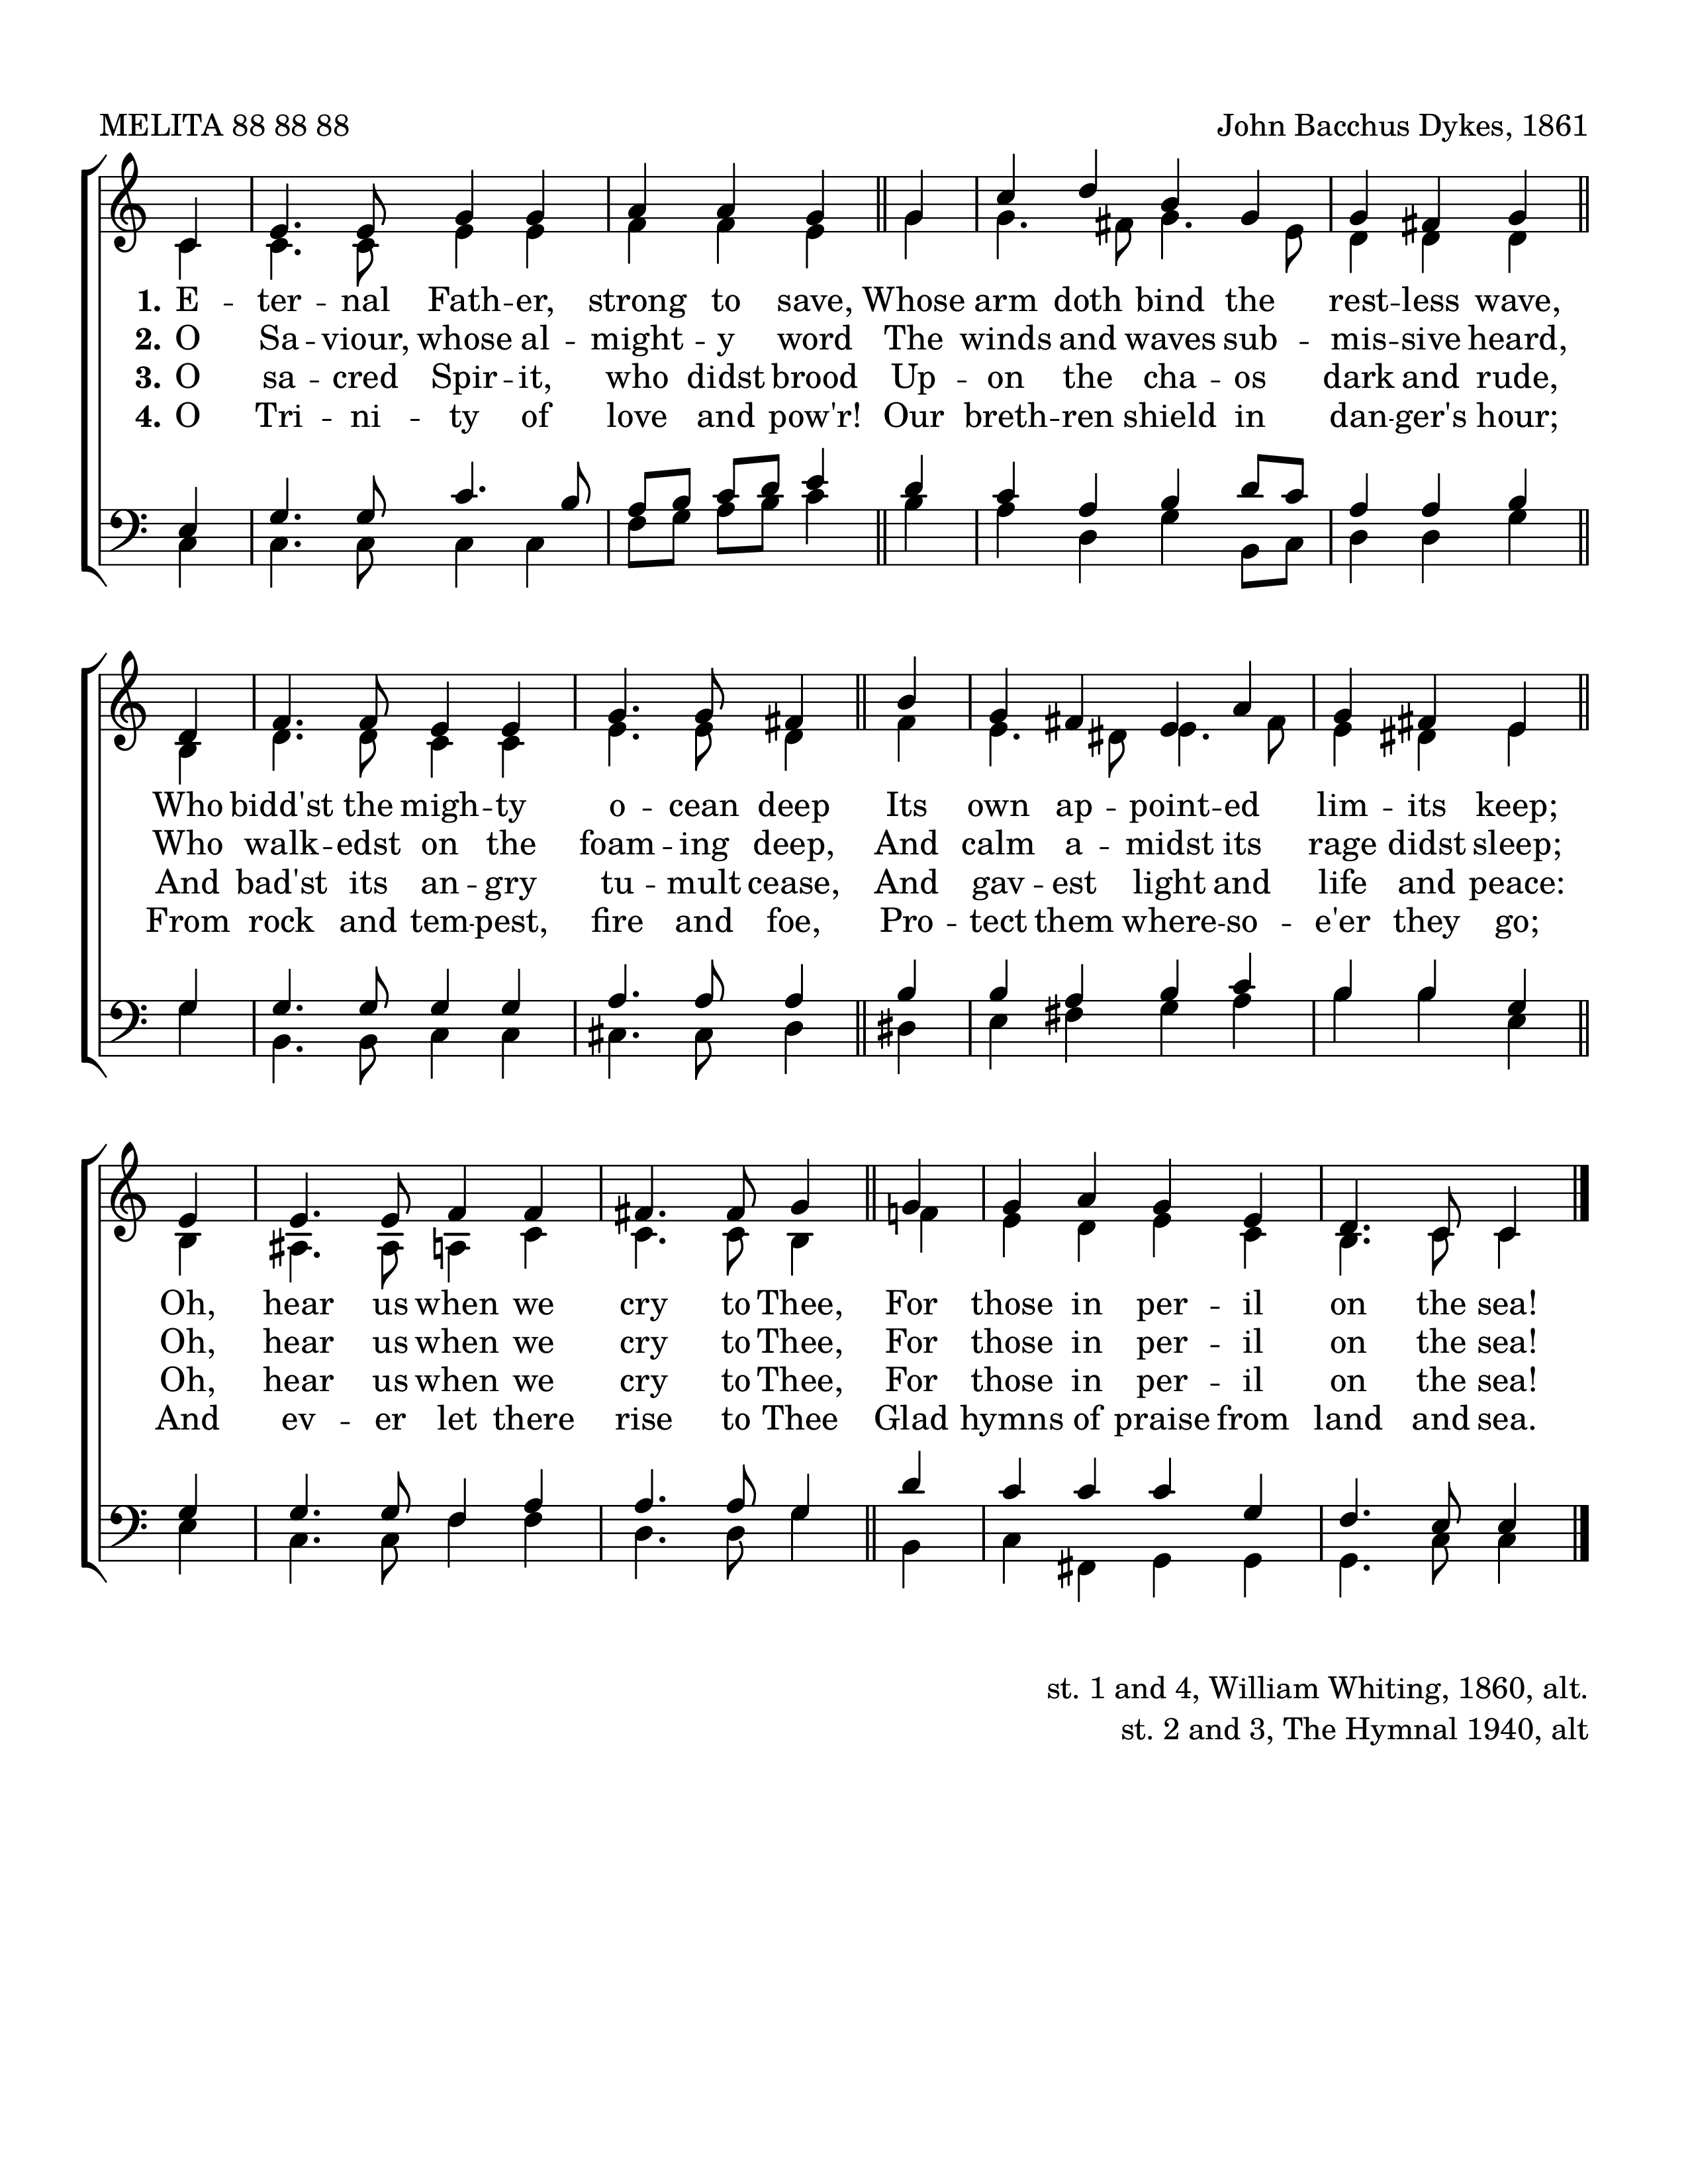 MELITA 88 88 88
John Bacchus Dykes, 1861
1. E -- ter -- nal Fath -- er, strong to save, Whose arm doth bind the rest -- less wave,
2. O Sa -- viour, whose al -- might -- y word The winds and waves sub -- mis -- sive heard,
3. O sa -- cred Spir -- it, who didst brood Up -- on the cha -- os dark and rude,
4. O Tri -- ni -- ty of love and pow'r! Our breth -- ren shield in dan -- ger's hour;
Who bidd'st the migh -- ty o -- cean deep Its own ap -- point -- ed lim -- its keep;
Who walk -- edst on the foam -- ing deep, And calm a -- midst its rage didst sleep;
And bad'st its an -- gry tu -- mult cease, And gav -- est light and life and peace:
From rock and tem -- pest, fire and foe, Pro -- tect them where -- so -- e'er they go;
Oh, hear us when we cry to Thee, For those in per -- il on the sea!
Oh, hear us when we cry to Thee, For those in per -- il on the sea!
Oh, hear us when we cry to Thee, For those in per -- il on the sea!
And ev -- er let there rise to Thee Glad hymns of praise from land and sea.
st. 1 and 4, William Whiting, 1860, alt.
st. 2 and 3, The Hymnal 1940, alt